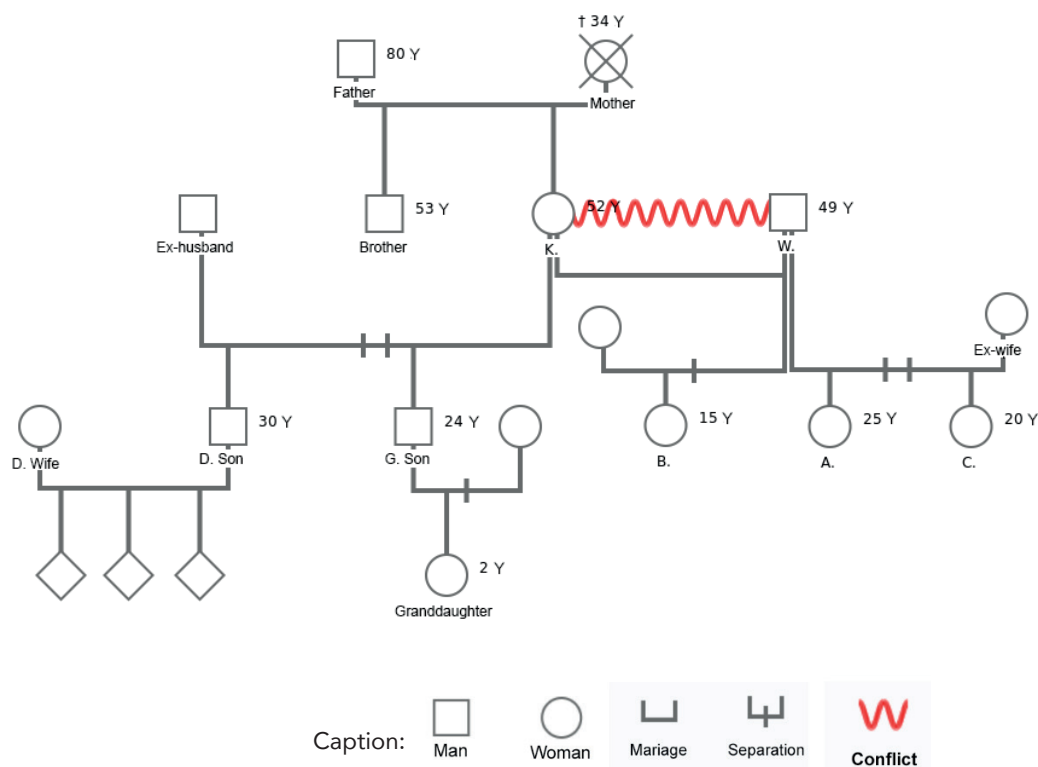 † 34 Y
80 Y
Father
Mother
53 Y
52 Y
49 Y
Ex-husband
Brother
K.
W.
Ex-wife
30 Y
24 Y
15 Y
25 Y
20 Y
D. Wife
D. Son
G. Son
B.
A.
C.
2 Y
Granddaughter
Caption:
Man
Woman
Mariage
Separation
Conflict